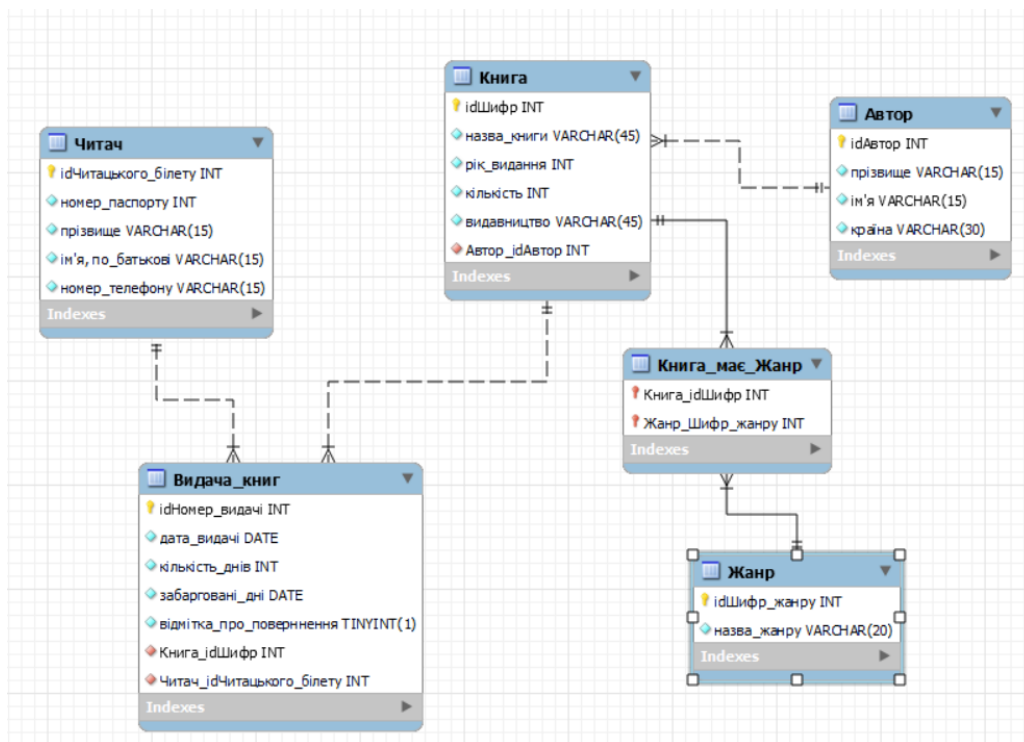 Читач
idЧитацького_білету INT
номер_паспорту INT
прізвище VARCHAR(15)
ім'я, по_батькові VARCHAR(15)
номер_телефону VARCHAR(15)
Indexes
Книга
idШифр INT
назва_книги VARCHAR(45)
рік_видання INT
кількість INT
видавництво VARCHAR(45)
Автор_idАвтор INT
Indexes
Автор
idАвтор INT
прізвище VARCHAR(15)
ім'я VARCHAR(15)
країна VARCHAR(30)
Indexes
Книга_має_Жанр
Книга_idШифр INT
Жанр_Шифр_жанру INT
Indexes
Видача_книг
idНомер_видачі INT
дата_видачі DATE
кількість_днів INT
забарговані_дні DATE
відмітка_про_поверннення TINYINT(1)
Книга_idШифр INT
Читач_idЧитацького_білету INT
Indexes
Жанр
idШифр_жанру INT
назва_жанру VARCHAR(20)
Indexes